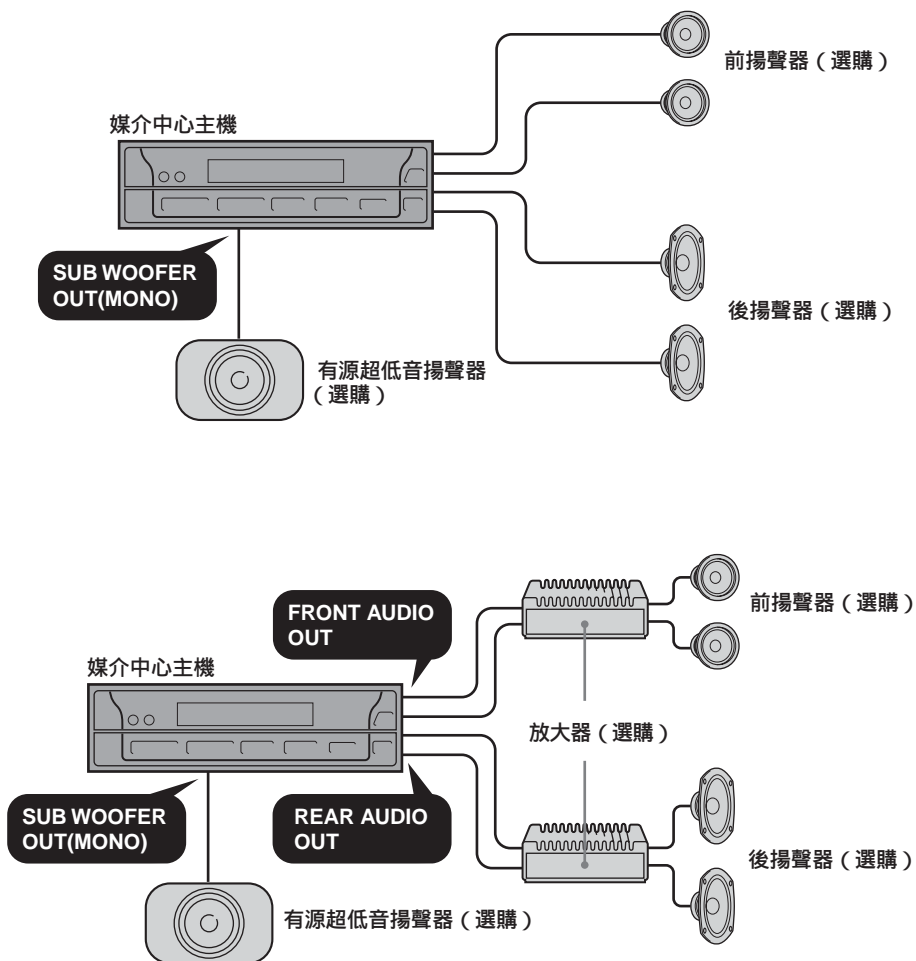 前揚聲器（選購）
媒介中心主機
SUB WOOFER
OUT(MONO)
後揚聲器（選購）
有源超低音揚聲器
（選購）
FRONT AUDIO
OUT
前揚聲器（選購）
媒介中心主機
放大器（選購）
SUB WOOFER
OUT(MONO)
REAR AUDIO
OUT
後揚聲器（選購）
有源超低音揚聲器（選購）